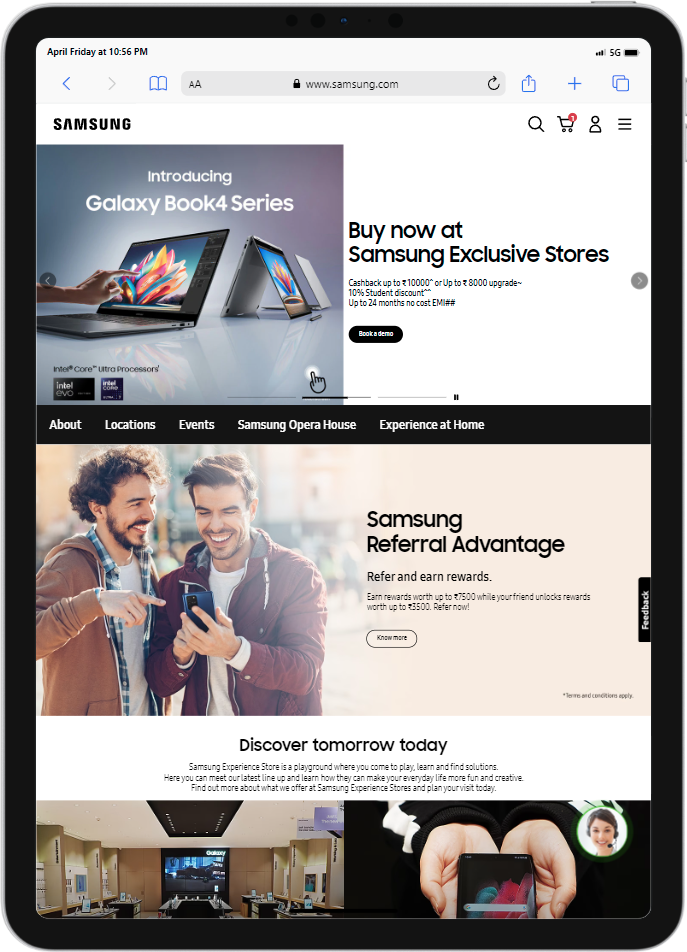 April Friday at 10:56 PM
5G
AA
www.samsung.com
SAMSUNG
1
Introducing
Galaxy Book4 Series
Buy now at
Samsung Exclusive Stores
Cashback up to ₹10000^ or Up to ₹ 8000 upgrade~
10% Student discount^^
Up to 24 months no cost EMI##
Book a demo
Intel® Core™ Ultra Processors¹
intel
evo
intel
CORE
ULTRA 7
About
Locations
Events
Samsung Opera House
Experience at Home
Samsung
Referral Advantage
Refer and earn rewards.
Earn rewards worth up to ₹7500 while your friend unlocks rewards
worth up to ₹3500. Refer now!
Know more
Feedback
*Terms and conditions apply.
Discover tomorrow today
Samsung Experience Store is a playground where you come to play, learn and find solutions.
Here you can meet our latest line up and learn how they can make your everyday life more fun and creative.
Find out more about what we offer at Samsung Experience Stores and plan your visit today.
Galaxy